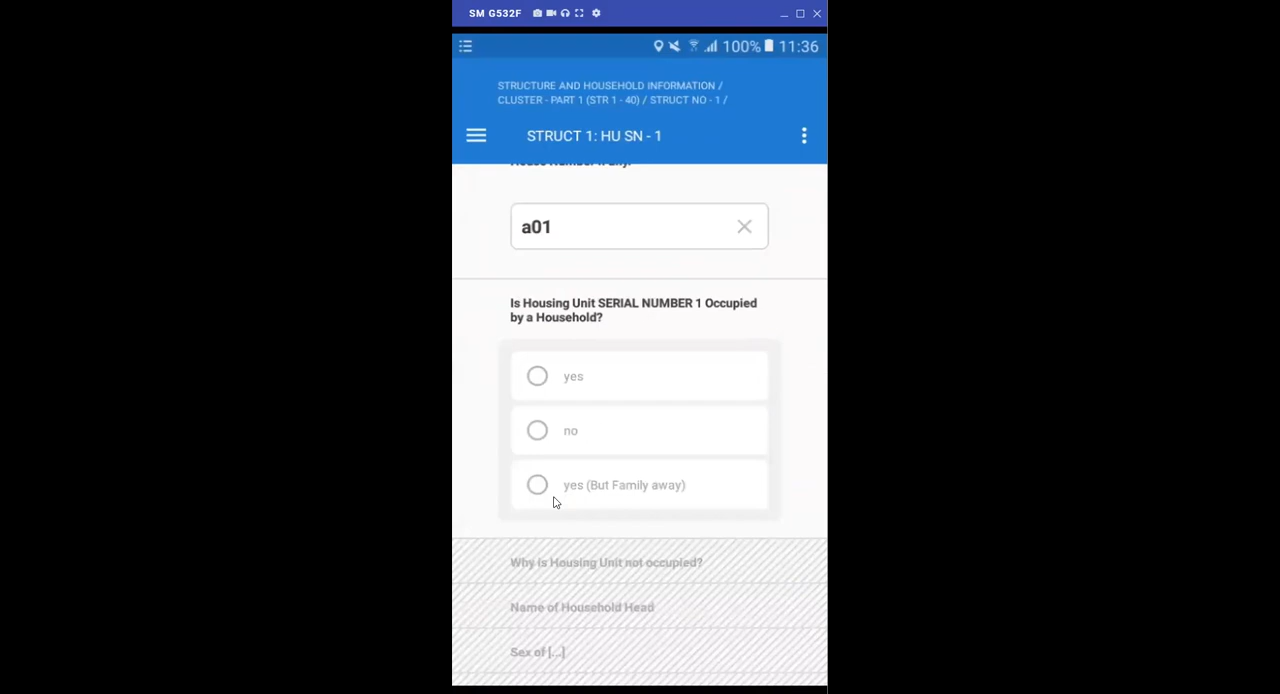 SM G532F
100% 11:36
STRUCTURE AND HOUSEHOLD INFORMATION /
CLUSTER - PART 1 (STR 1 - 40) / STRUCT NO - 1 /
STRUCT 1: HU SN - 1
a01
Is Housing Unit SERIAL NUMBER 1 Occupied
by a Household?
yes
no
yes (But Family away)
Why is Housing Unit not occupied?
Name of Household Head
Sex of [...]